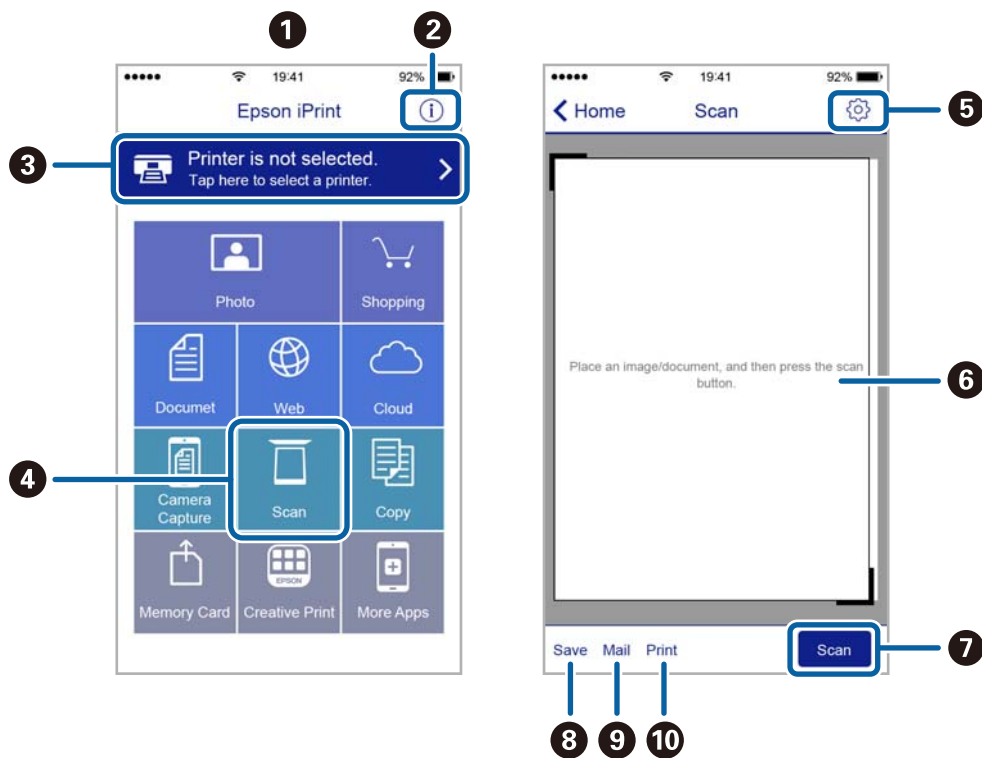 1
2
19:41
92%
Epson iPrint
i
3
Printer is not selected.
Tap here to select a printer.
Photo
Shopping
Documet
Web
Cloud
4
Camera
Capture
Scan
Copy
EPSON
Memory Card
Creative Print
More Apps
19:41
92%
Home
Scan
5
Place an image/document, and then press the scan
button.
6
Save
Mail
Print
Scan
7
8
9
10